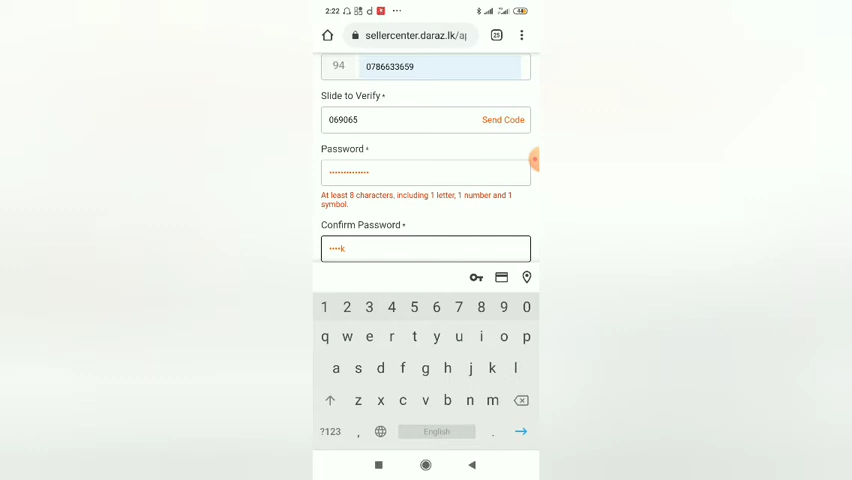 2:22 d ...
sellercenter.daraz.lk/ap
25
94 0786633659
Slide to Verify *
069065 Send Code
Password *
••••••••••••••
At least 8 characters, including 1 letter, 1 number and 1
symbol.
Confirm Password *
••••k
1 2 3 4 5 6 7 8 9 0
q w e r t y u i o p
a s d f g h j k l
z x c v b n m
?123 , English .